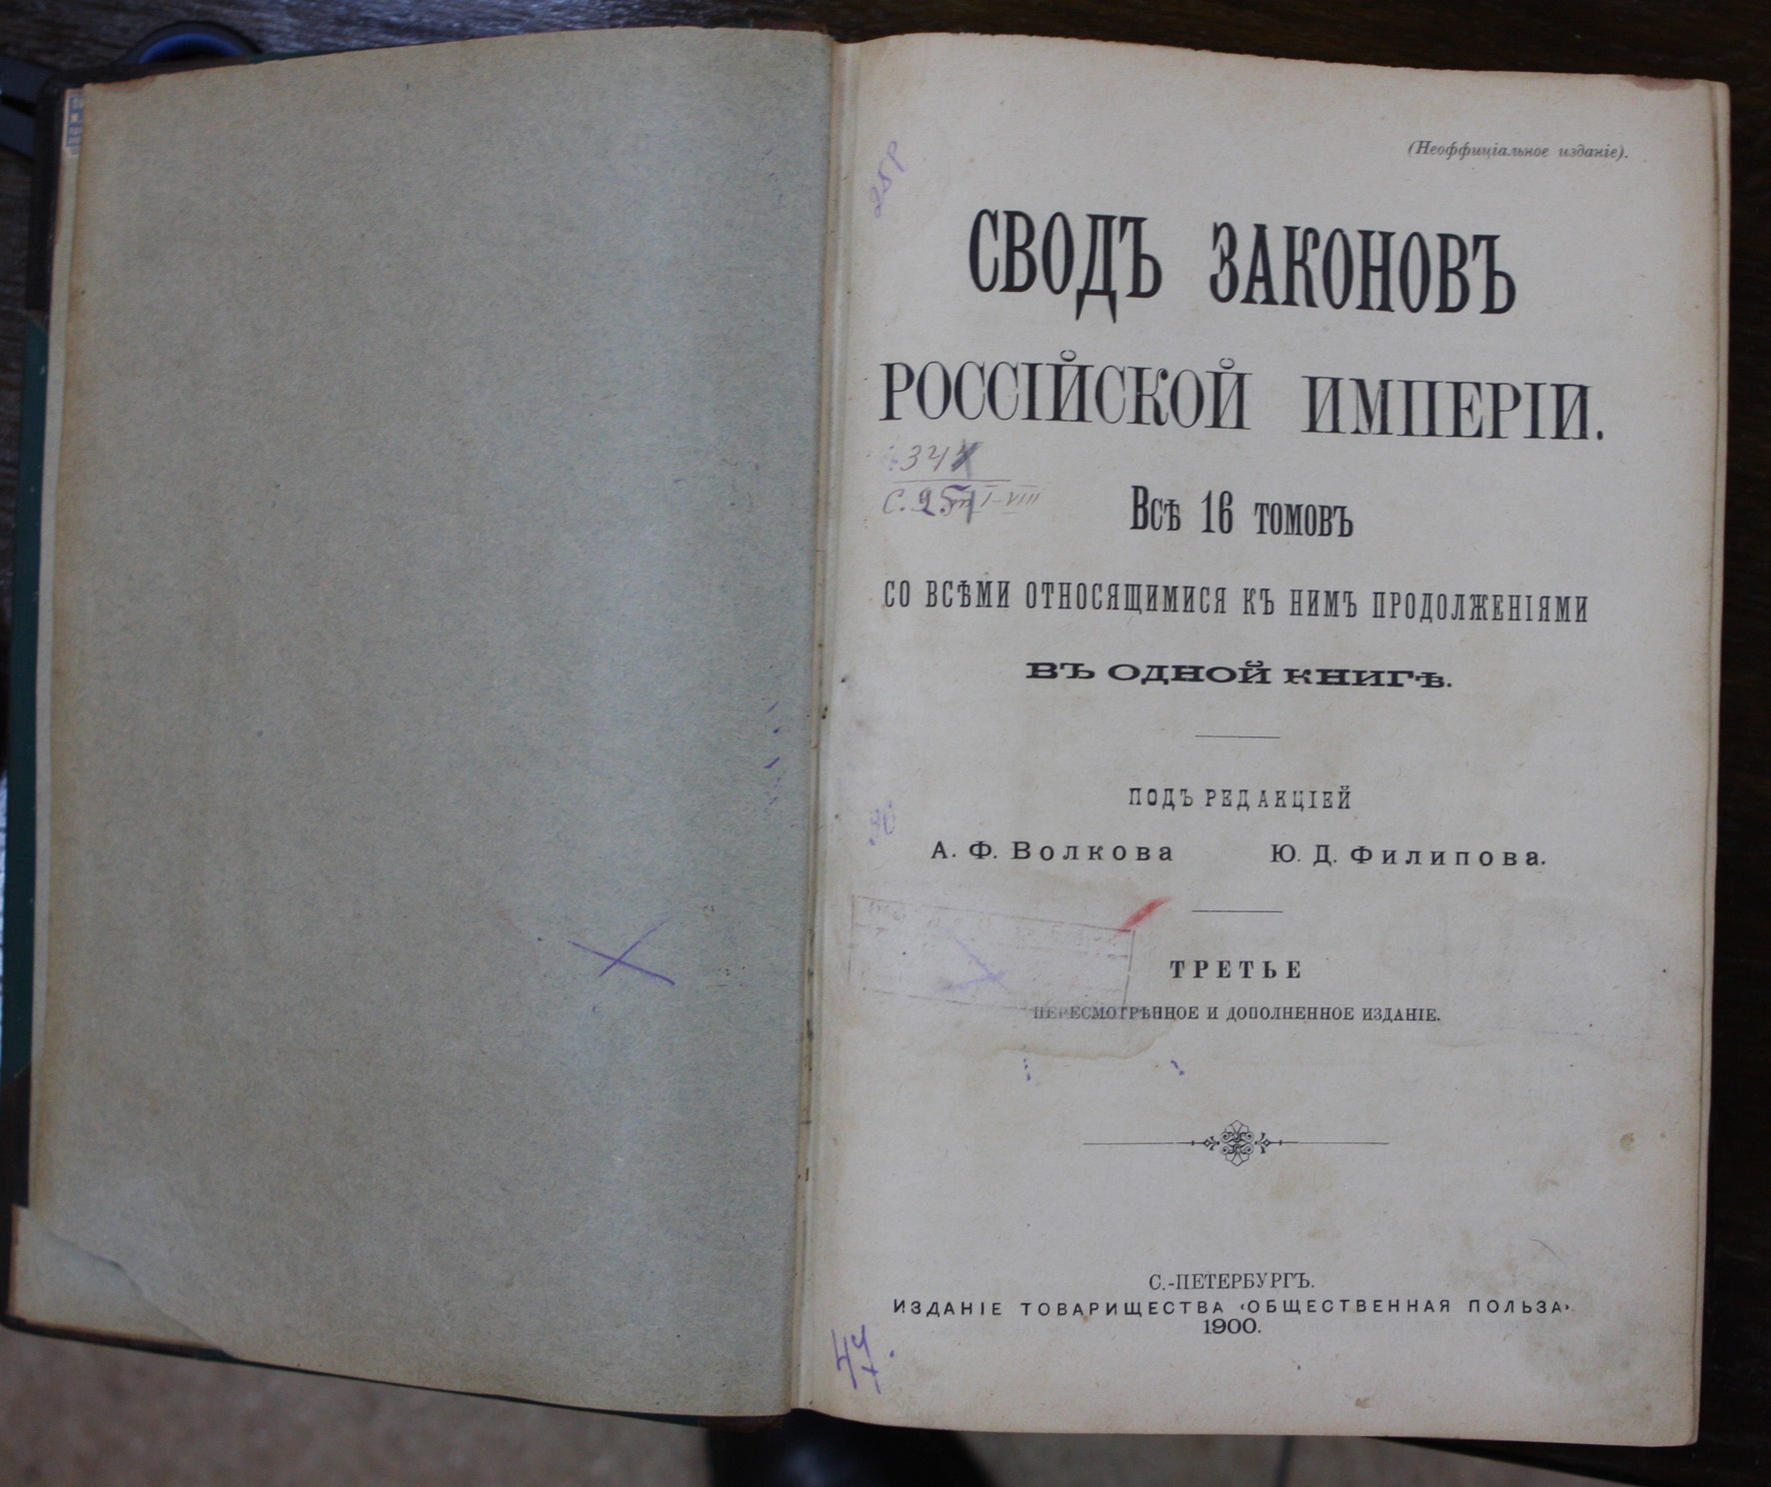 (Неоффиціальное изданіе).
25р
СВОДЪ ЗАКОНОВЪ
РОССІЙСКОЙ ИМПЕРІИ.
Всѣ 16 томовъ
СО ВСѢМИ ОТНОСЯЩИМИСЯ КЪ НИМЪ ПРОДОЛЖЕНІЯМИ
ВЪ ОДНОЙ КНИГѢ.
ПОДЪ РЕДАКЦІЕЙ
А. Ф. Волкова Ю. Д. Филипова.
ТРЕТЬЕ
ПЕРЕСМОТРѢННОЕ И ДОПОЛНЕННОЕ ИЗДАНІЕ.
С.-ПЕТЕРБУРГЪ.
ИЗДАНІЕ ТОВАРИЩЕСТВА «ОБЩЕСТВЕННАЯ ПОЛЬЗА»
1900.